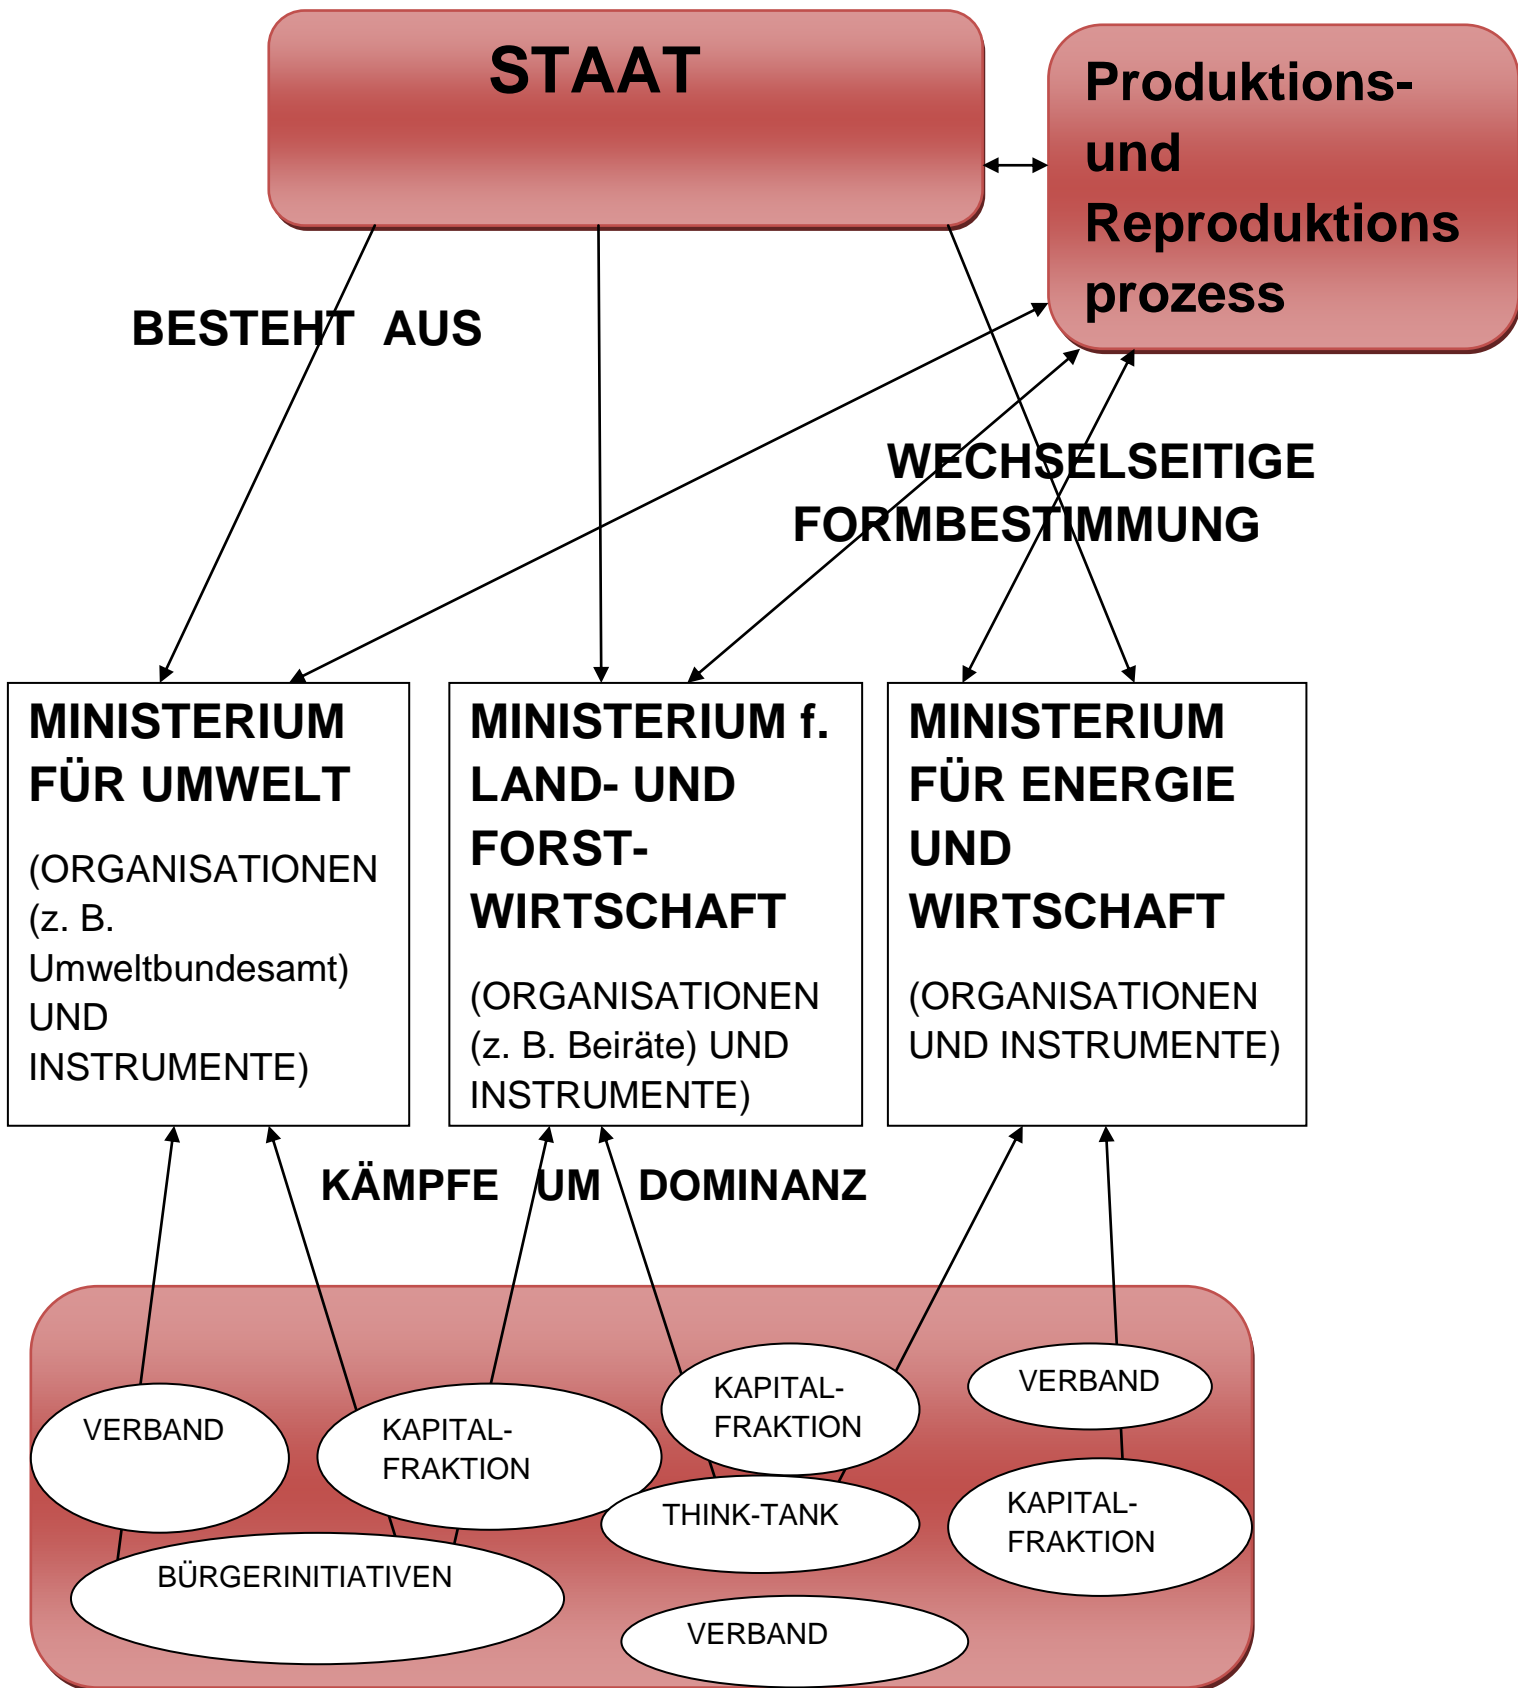 STAAT
Produktions-
und
Reproduktions
prozess
BESTEHT AUS
WECHSELSEITIGE
FORMBESTIMMUNG
MINISTERIUM
FÜR UMWELT
(ORGANISATIONEN
(z. B.
Umweltbundesamt)
UND
INSTRUMENTE)
MINISTERIUM f.
LAND- UND
FORST-
WIRTSCHAFT
(ORGANISATIONEN
(z. B. Beiräte) UND
INSTRUMENTE)
MINISTERIUM
FÜR ENERGIE
UND
WIRTSCHAFT
(ORGANISATIONEN
UND INSTRUMENTE)
KÄMPFE UM DOMINANZ
VERBAND
KAPITAL-
FRAKTION
KAPITAL-
FRAKTION
VERBAND
THINK-TANK
KAPITAL-
FRAKTION
BÜRGERINITIATIVEN
VERBAND